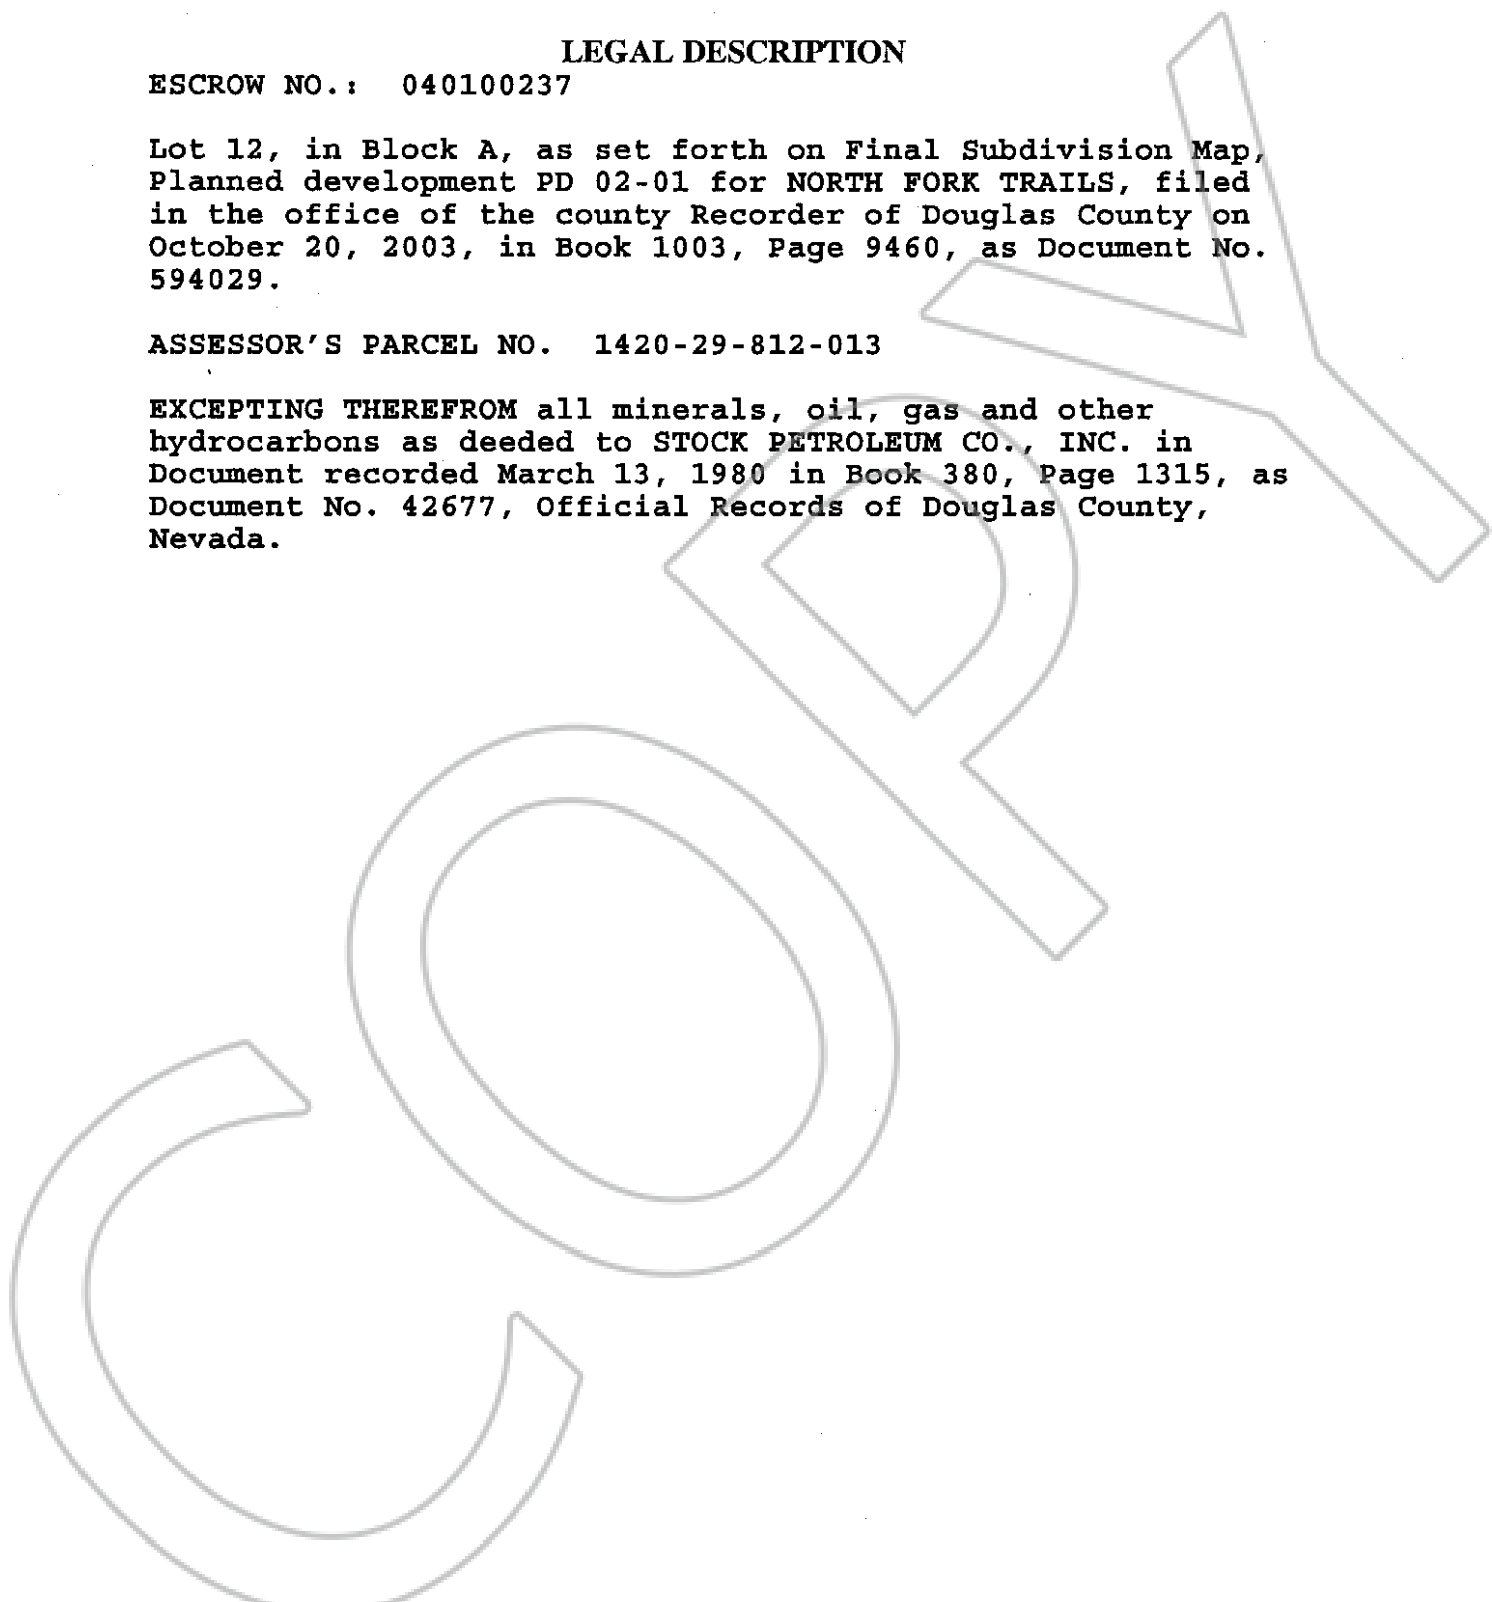 LEGAL DESCRIPTION
ESCROW NO.: 040100237
Lot 12, in Block A, as set forth on Final Subdivision Map,
Planned development PD 02-01 for NORTH FORK TRAILS, filed
in the office of the county Recorder of Douglas County on
October 20, 2003, in Book 1003, Page 9460, as Document No.
594029.
ASSESSOR'S PARCEL NO. 1420-29-812-013
EXCEPTING THEREFROM all minerals, oil, gas and other
hydrocarbons as deeded to STOCK PETROLEUM CO., INC. in
Document recorded March 13, 1980 in Book 380, Page 1315, as
Document No. 42677, Official Records of Douglas County,
Nevada.
COPY